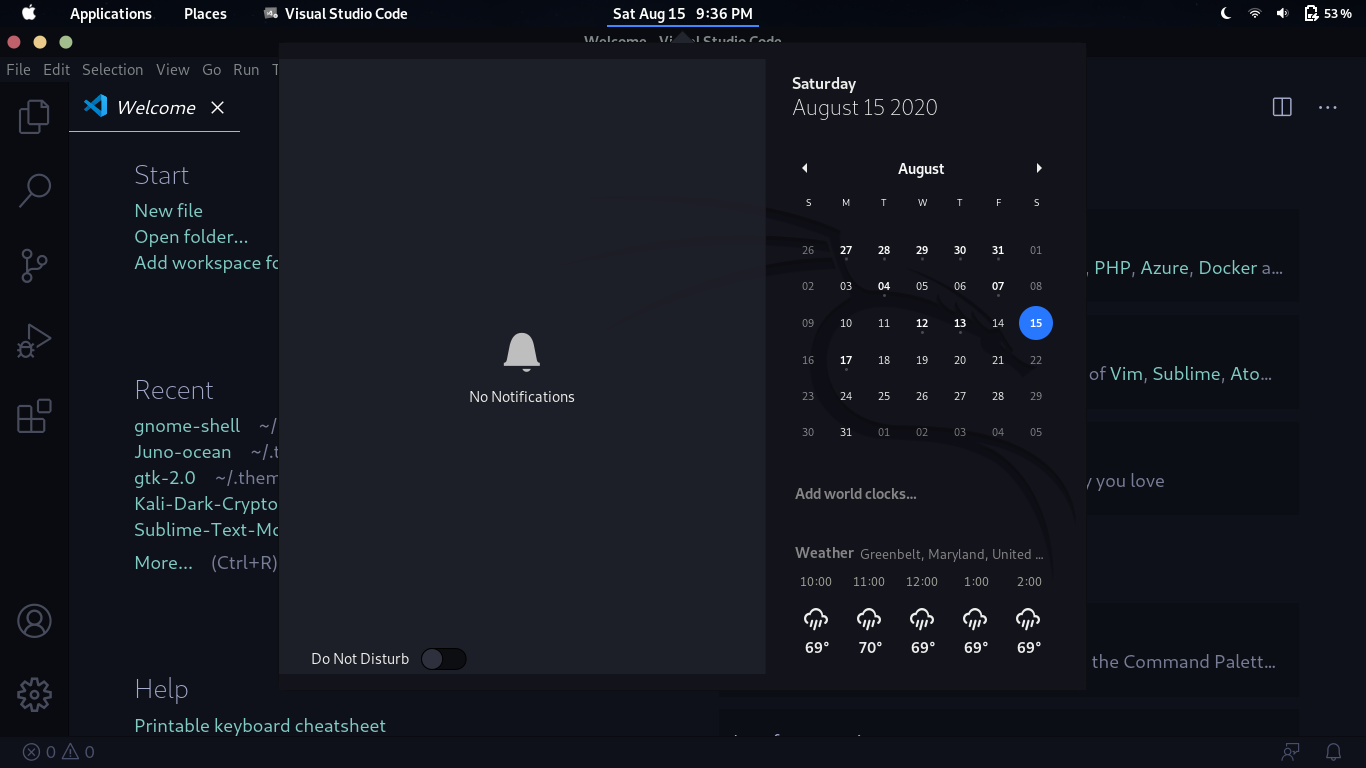 Applications Places Visual Studio Code Sat Aug 15 9:36 PM 53 %
Welcome - Visual Studio Code
File Edit Selection View Go Run T
Welcome
Start
New file
Open folder...
Add workspace fo
Recent
gnome-shell ~/
Juno-ocean ~/.t
gtk-2.0 ~/.them
Kali-Dark-Crypto
Sublime-Text-Mo
More... (Ctrl+R)
Help
Printable keyboard cheatsheet
0 0
No Notifications
Do Not Disturb
Saturday
August 15 2020
August
S M T W T F S
26 27 28 29 30 31 01
02 03 04 05 06 07 08
09 10 11 12 13 14 15
16 17 18 19 20 21 22
23 24 25 26 27 28 29
30 31 01 02 03 04 05
Add world clocks...
Weather Greenbelt, Maryland, United ...
10:00 11:00 12:00 1:00 2:00
69° 70° 69° 69° 69°
, PHP, Azure, Docker a...
of Vim, Sublime, Ato...
y you love
the Command Palett...